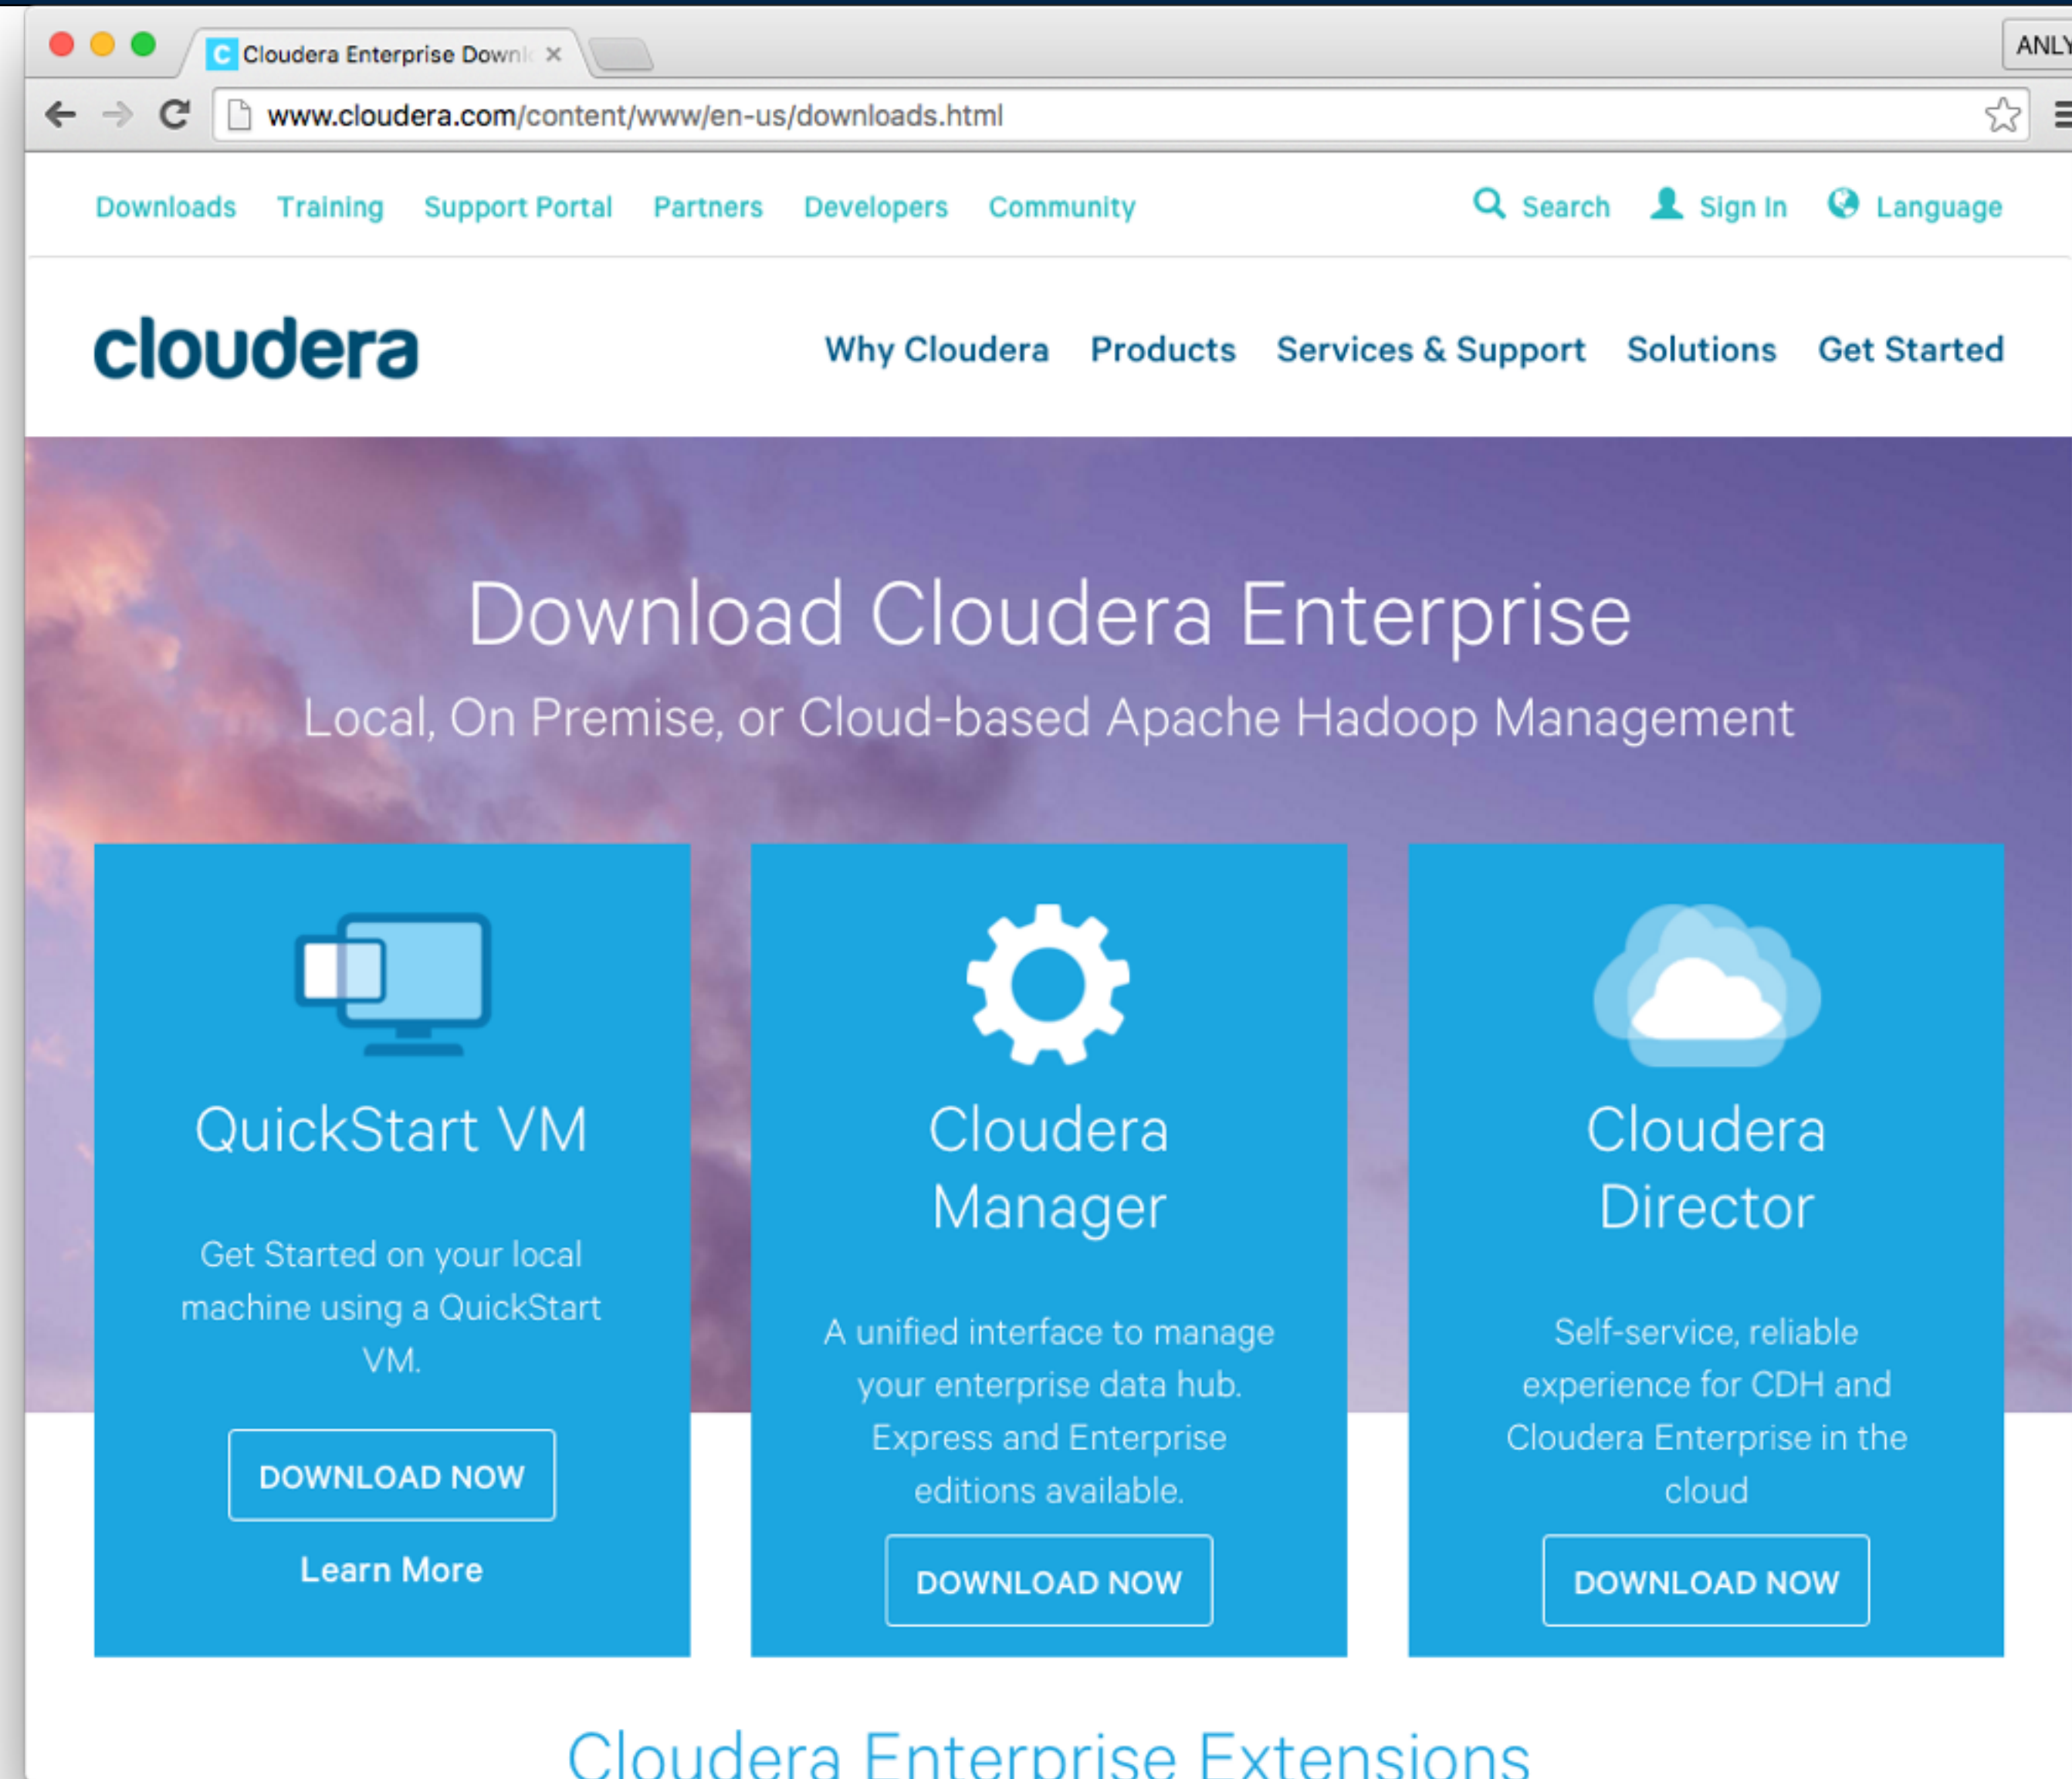 ANLY
Cloudera Enterprise Downl
www.cloudera.com/content/www/en-us/downloads.html
Downloads Training Support Portal Partners Developers Community Search Sign In Language
cloudera
Why Cloudera Products Services & Support Solutions Get Started
Download Cloudera Enterprise
Local, On Premise, or Cloud-based Apache Hadoop Management
QuickStart VM
Get Started on your local
machine using a QuickStart
VM.
DOWNLOAD NOW
Learn More
Cloudera
Manager
A unified interface to manage
your enterprise data hub.
Express and Enterprise
editions available.
DOWNLOAD NOW
Cloudera
Director
Self-service, reliable
experience for CDH and
Cloudera Enterprise in the
cloud
DOWNLOAD NOW
Cloudera Enterprise Extensions